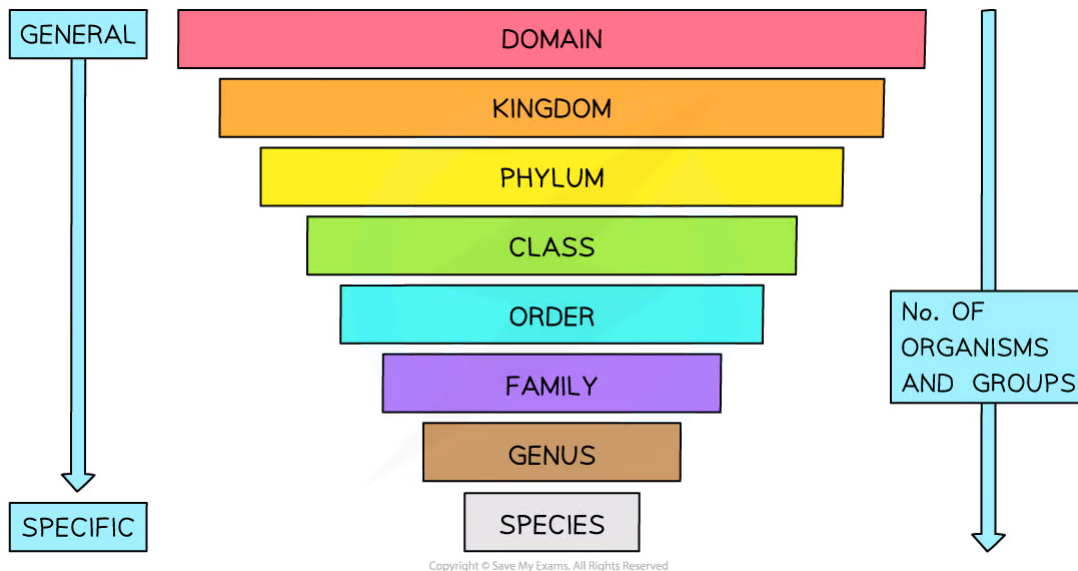 GENERAL
DOMAIN
KINGDOM
PHYLUM
CLASS
ORDER
No. OF
ORGANISMS
AND GROUPS
FAMILY
GENUS
SPECIES
SPECIFIC
Copyright © Save My Exams. All Rights Reserved